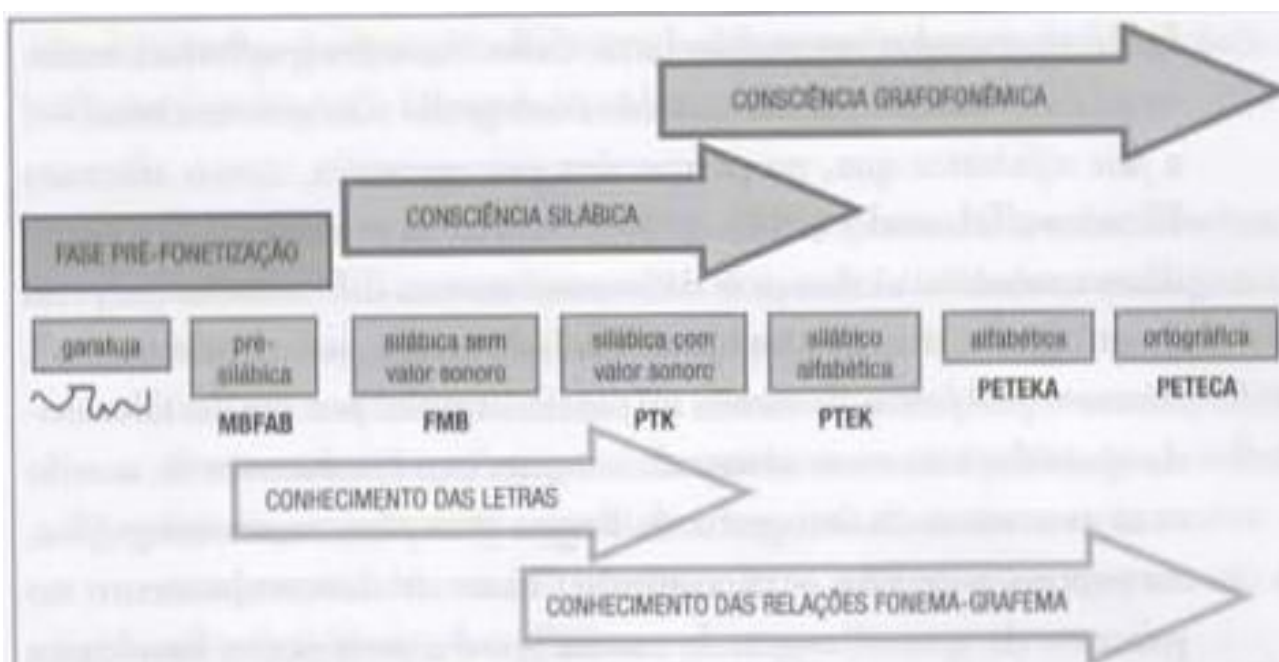 CONSCIÊNCIA GRAFOFONÊMICA
CONSCIÊNCIA SILÁBICA
FASE PRÉ-FONETIZAÇÃO
garatuja
pré-
silábica
silábica sem
valor sonoro
silábica com
valor sonoro
silábico
alfabética
alfabética
ortográfica
MBFAB
FMB
PTK
PTEK
PETEKA
PETECA
CONHECIMENTO DAS LETRAS
CONHECIMENTO DAS RELAÇÕES FONEMA-GRAFEMA